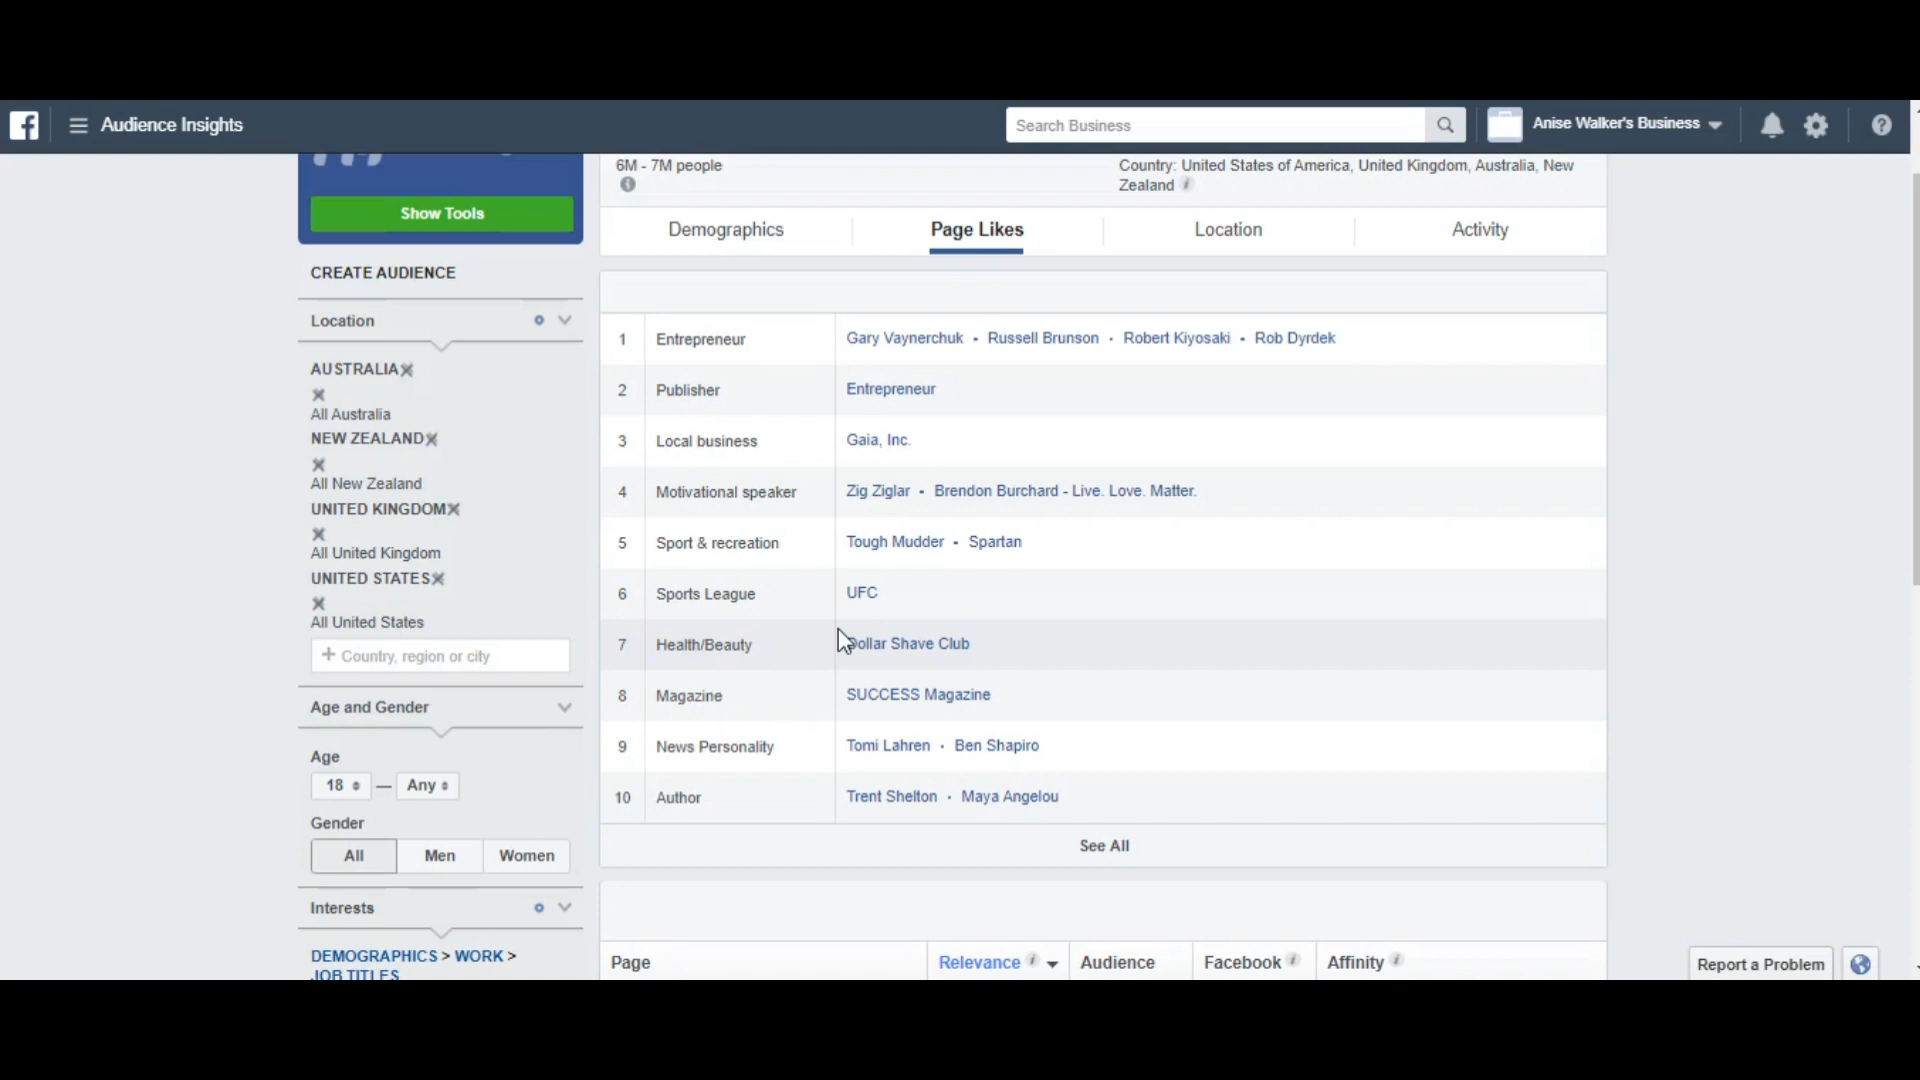 Audience Insights
Search Business
Anise Walker's Business
6M - 7M people
Country: United States of America, United Kingdom, Australia, New
Zealand
Show Tools
Demographics
Page Likes
Location
Activity
CREATE AUDIENCE
Location
AUSTRALIA
All Australia
NEW ZEALAND
All New Zealand
UNITED KINGDOM
All United Kingdom
UNITED STATES
All United States
+ Country, region or city
Age and Gender
Age
18 — Any
Gender
All Men Women
Interests
DEMOGRAPHICS > WORK >
JOB TITLES
1 Entrepreneur Gary Vaynerchuk • Russell Brunson • Robert Kiyosaki • Rob Dyrdek
2 Publisher Entrepreneur
3 Local business Gaia, Inc.
4 Motivational speaker Zig Ziglar • Brendon Burchard - Live. Love. Matter.
5 Sport & recreation Tough Mudder • Spartan
6 Sports League UFC
7 Health/Beauty Dollar Shave Club
8 Magazine SUCCESS Magazine
9 News Personality Tomi Lahren • Ben Shapiro
10 Author Trent Shelton • Maya Angelou
See All
Page Relevance Audience Facebook Affinity
Report a Problem